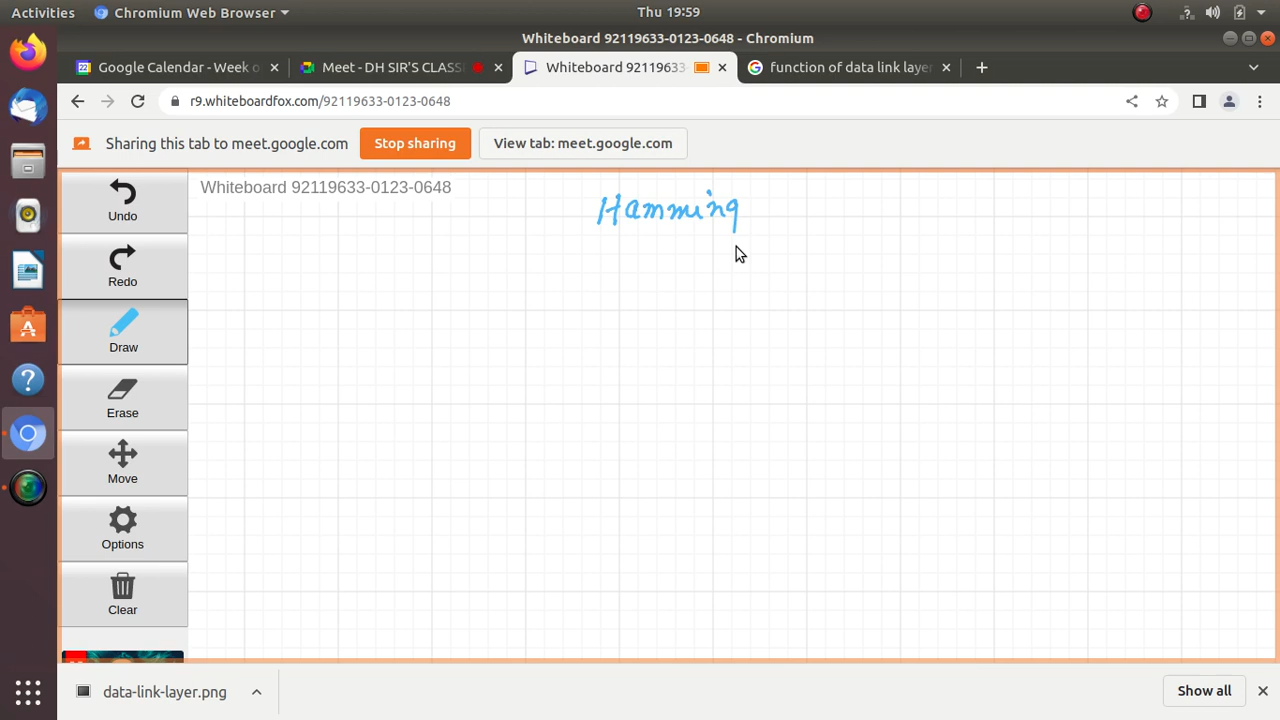 Activities Chromium Web Browser Thu 19:59
Whiteboard 92119633-0123-0648 - Chromium
22 Google Calendar - Week o Meet - DH SIR'S CLASS Whiteboard 92119633- function of data link layer
r9.whiteboardfox.com/92119633-0123-0648
Sharing this tab to meet.google.com Stop sharing View tab: meet.google.com
Whiteboard 92119633-0123-0648
Hamming
Undo
Redo
Draw
Erase
Move
Options
Clear
data-link-layer.png Show all